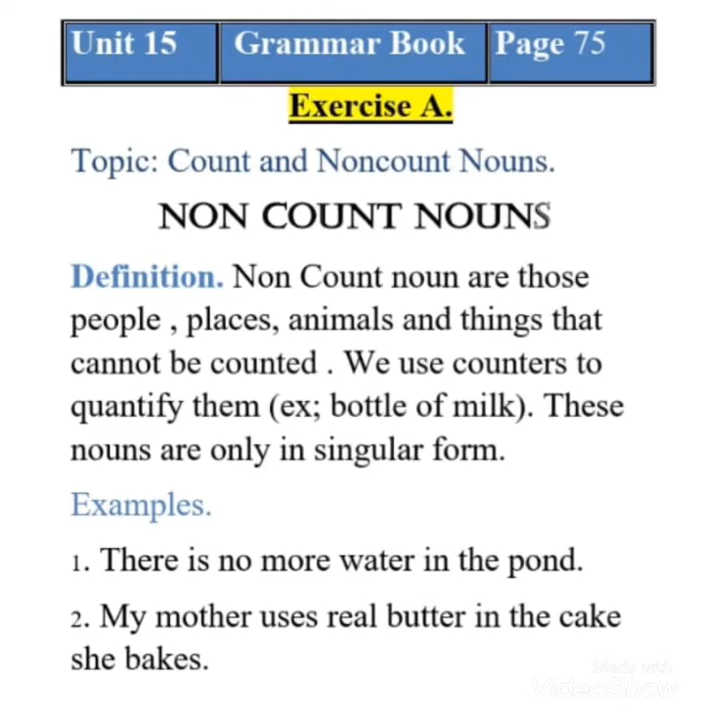 Unit 15 Grammar Book Page 75
Exercise A.
Topic: Count and Noncount Nouns.
NON COUNT NOUNS
Definition. Non Count noun are those
people , places, animals and things that
cannot be counted . We use counters to
quantify them (ex; bottle of milk). These
nouns are only in singular form.
Examples.
1. There is no more water in the pond.
2. My mother uses real butter in the cake
she bakes.
Made with
VideoShow